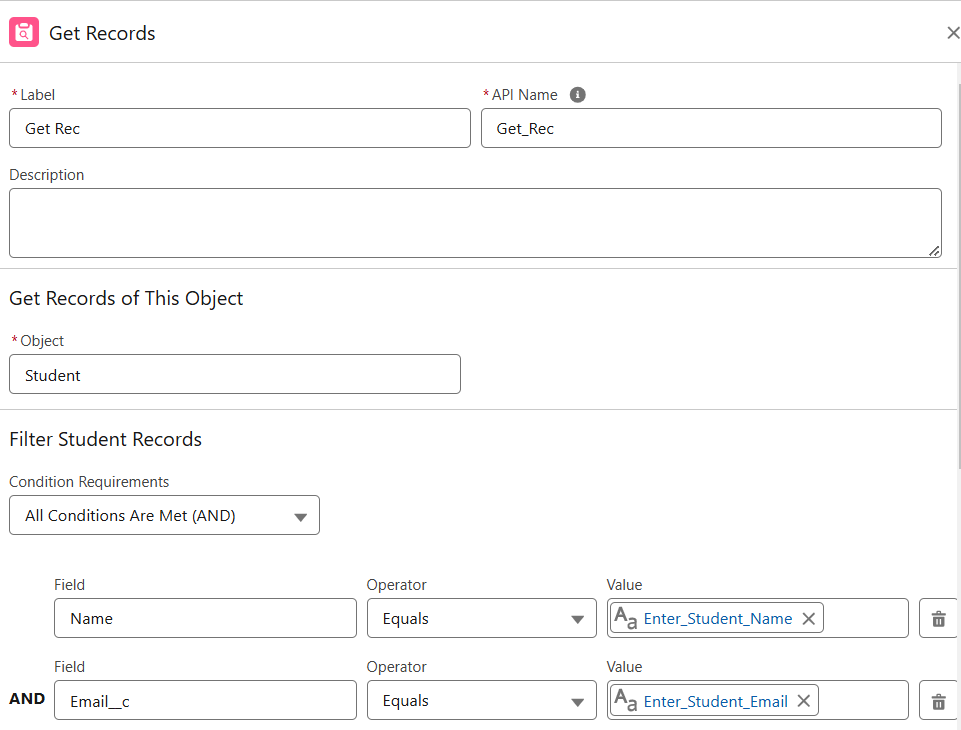 Get Records
*Label
*API Name
Get Rec
Get_Rec
Description
Get Records of This Object
*Object
Student
Filter Student Records
Condition Requirements
All Conditions Are Met (AND)
Field Operator Value
Name Equals Aa Enter_Student_Name
Field Operator Value
AND Email__c Equals Aa Enter_Student_Email